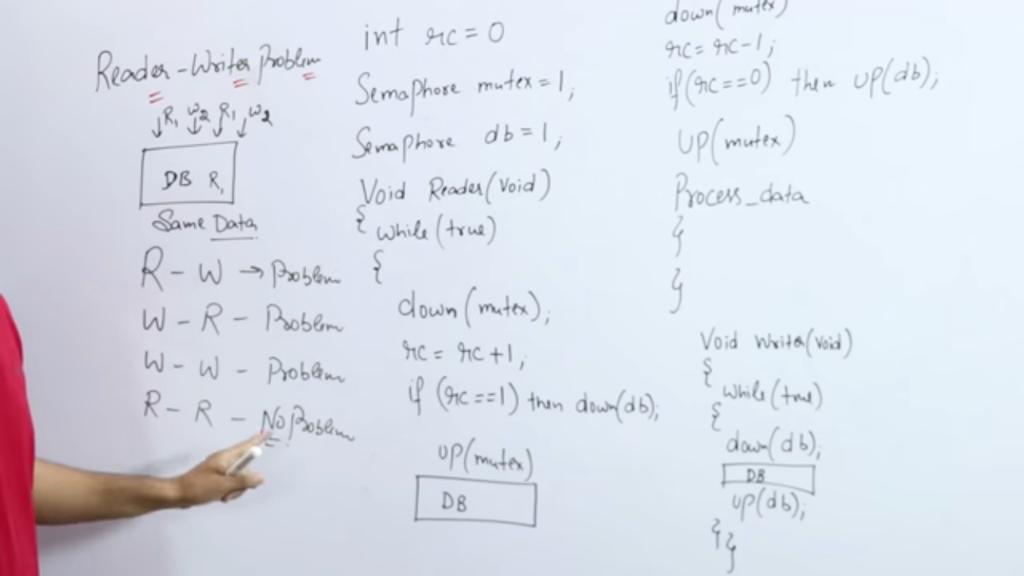 Reader-Writer Problem
R1 W2 R1 W2
DB R1
Same Data
R - W → Problem
W - R - Problem
W - W - Problem
R - R - No Problem
int rc = 0
Semaphore mutex = 1;
Semaphore db = 1;
Void Reader(void)
{ while(true)
{
down(mutex);
rc = rc +1;
if (rc==1) then down(db);
UP(mutex)
DB
down(mutex)
rc = rc-1;
if(rc==0) then UP(db);
UP(mutex)
Process_data
}
}
Void Writer(void)
{
while(true)
{
down(db);
DB
up(db);
}
}